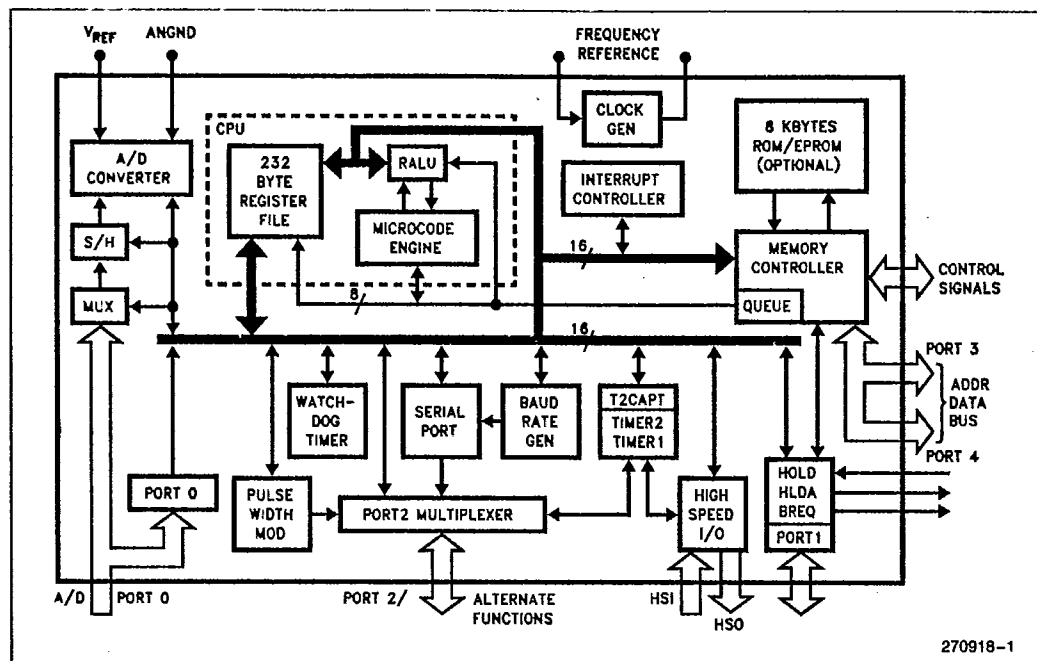 VREF
ANGND
FREQUENCY
REFERENCE
CPU
CLOCK
GEN
8 KBYTES
ROM/EPROM
(OPTIONAL)
A/D
CONVERTER
232
BYTE
REGISTER
FILE
RALU
INTERRUPT
CONTROLLER
S/H
MICROCODE
ENGINE
MEMORY
CONTROLLER
CONTROL
SIGNALS
MUX
16/
8/
QUEUE
16/
PORT 3
ADDR
DATA
BUS
PORT 4
WATCH-
DOG
TIMER
SERIAL
PORT
BAUD
RATE
GEN
T2CAPT
TIMER2
TIMER1
PORT 0
PULSE
WIDTH
MOD
PORT2 MULTIPLEXER
HIGH
SPEED
I/O
HOLD
HLDA
BREQ
PORT1
A/D
PORT 0
PORT 2/
ALTERNATE
FUNCTIONS
HSI
HSO
270918-1